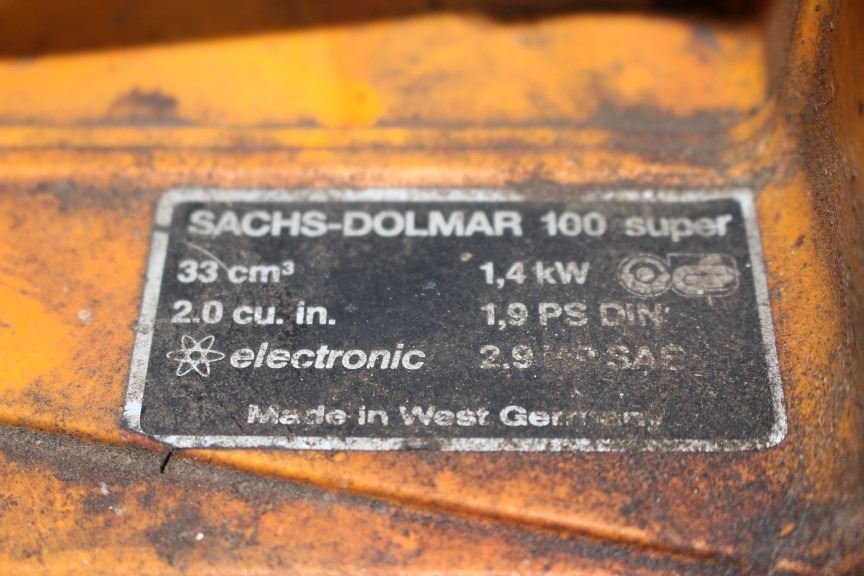 SACHS-DOLMAR 100 super
33 cm³ 1,4 kW
2.0 cu. in. 1,9 PS DIN
electronic 2.9 HP SAE
Made in West Germany